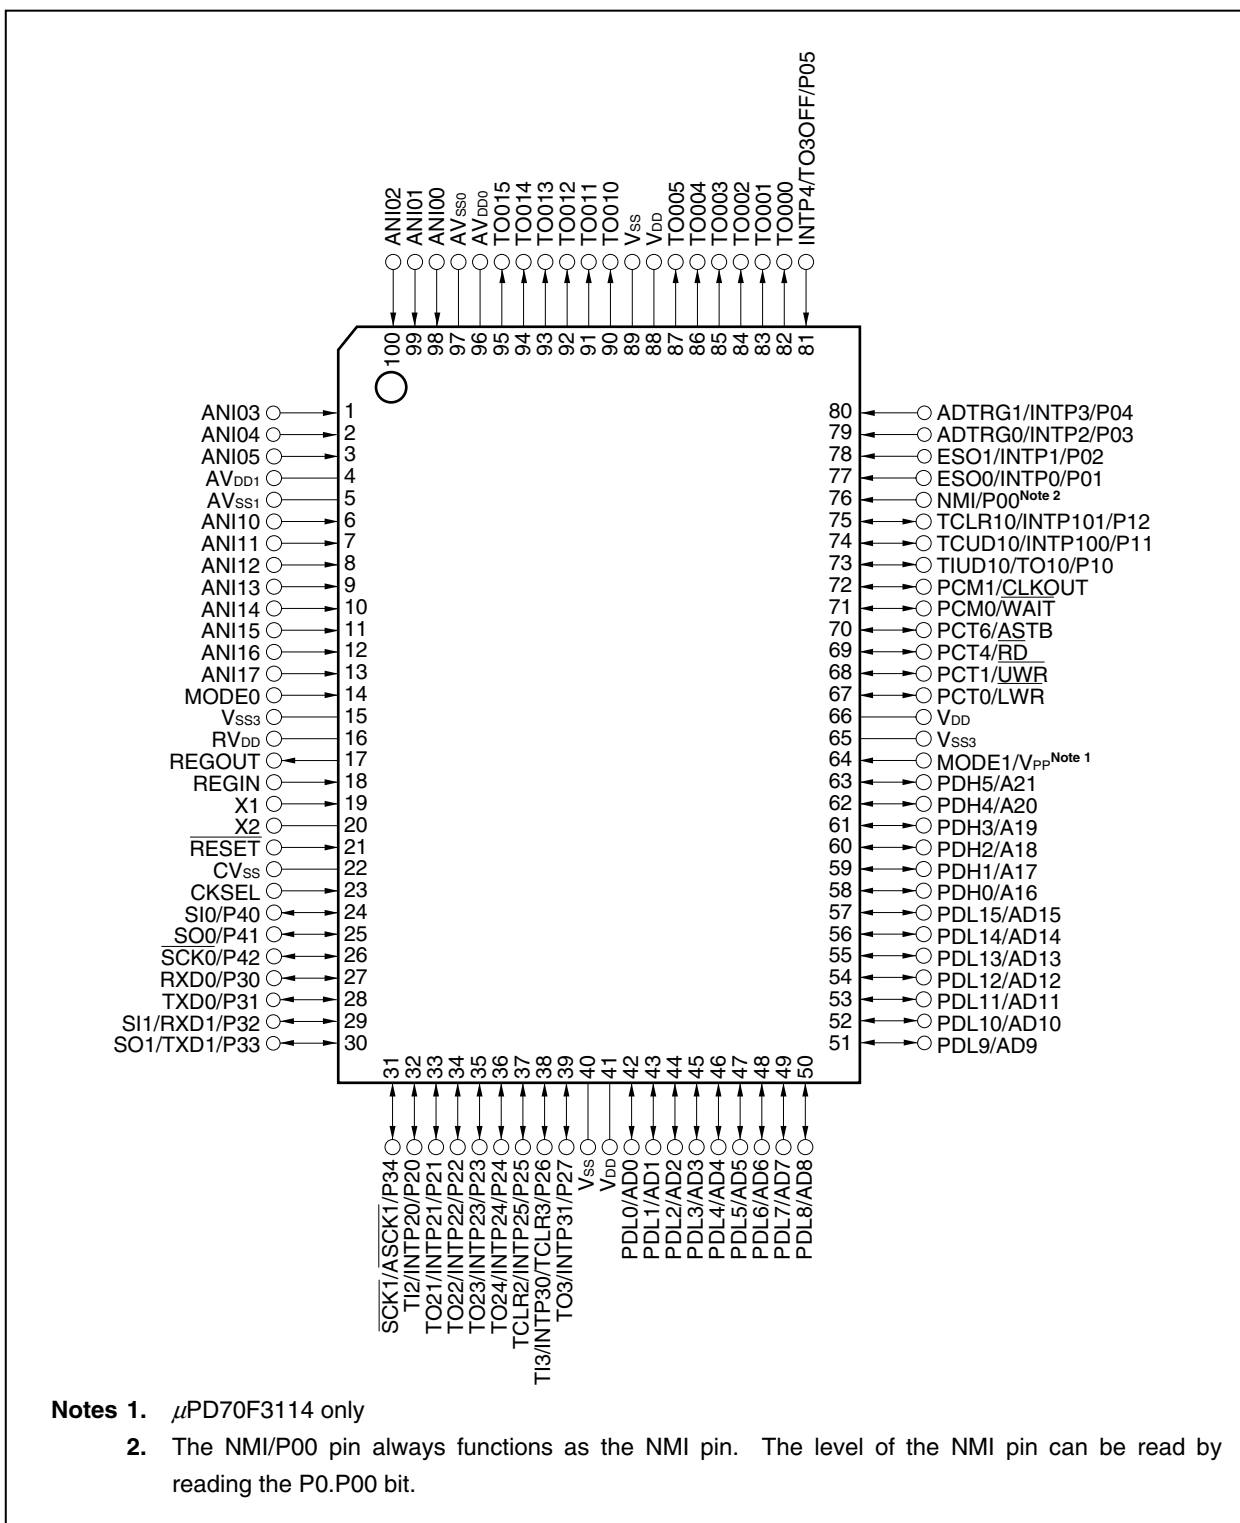 ANI02
ANI01
ANI00
AVSS0
AVDD0
TO015
TO014
TO013
TO012
TO011
TO010
VSS
VDD
TO005
TO004
TO003
TO002
TO001
TO000
INTP4/TO3OFF/P05
100
99
98
97
96
95
94
93
92
91
90
89
88
87
86
85
84
83
82
81
ANI03 1
ANI04 2
ANI05 3
AVDD1 4
AVSS1 5
ANI10 6
ANI11 7
ANI12 8
ANI13 9
ANI14 10
ANI15 11
ANI16 12
ANI17 13
MODE0 14
VSS3 15
RVDD 16
REGOUT 17
REGIN 18
X1 19
X2 20
RESET 21
CVSS 22
CKSEL 23
SI0/P40 24
SO0/P41 25
SCK0/P42 26
RXD0/P30 27
TXD0/P31 28
SI1/RXD1/P32 29
SO1/TXD1/P33 30
80 ADTRG1/INTP3/P04
79 ADTRG0/INTP2/P03
78 ESO1/INTP1/P02
77 ESO0/INTP0/P01
76 NMI/P00Note 2
75 TCLR10/INTP101/P12
74 TCUD10/INTP100/P11
73 TIUD10/TO10/P10
72 PCM1/CLKOUT
71 PCM0/WAIT
70 PCT6/ASTB
69 PCT4/RD
68 PCT1/UWR
67 PCT0/LWR
66 VDD
65 VSS3
64 MODE1/VPPNote 1
63 PDH5/A21
62 PDH4/A20
61 PDH3/A19
60 PDH2/A18
59 PDH1/A17
58 PDH0/A16
57 PDL15/AD15
56 PDL14/AD14
55 PDL13/AD13
54 PDL12/AD12
53 PDL11/AD11
52 PDL10/AD10
51 PDL9/AD9
31
32
33
34
35
36
37
38
39
40
41
42
43
44
45
46
47
48
49
50
SCK1/ASCK1/P34
TI2/INTP20/P20
TO21/INTP21/P21
TO22/INTP22/P22
TO23/INTP23/P23
TO24/INTP24/P24
TCLR2/INTP25/P25
TI3/INTP30/TCLR3/P26
TO3/INTP31/P27
VSS
VDD
PDL0/AD0
PDL1/AD1
PDL2/AD2
PDL3/AD3
PDL4/AD4
PDL5/AD5
PDL6/AD6
PDL7/AD7
PDL8/AD8
Notes 1. μPD70F3114 only
2. The NMI/P00 pin always functions as the NMI pin. The level of the NMI pin can be read by
reading the P0.P00 bit.